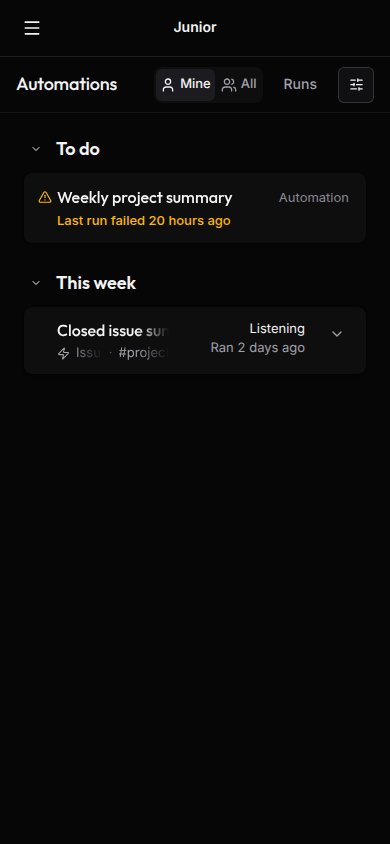 Junior
Automations
Mine
All
Runs
To do
Weekly project summary
Automation
Last run failed 20 hours ago
This week
Closed issue
Listening
· #projec
Ran 2 days ago